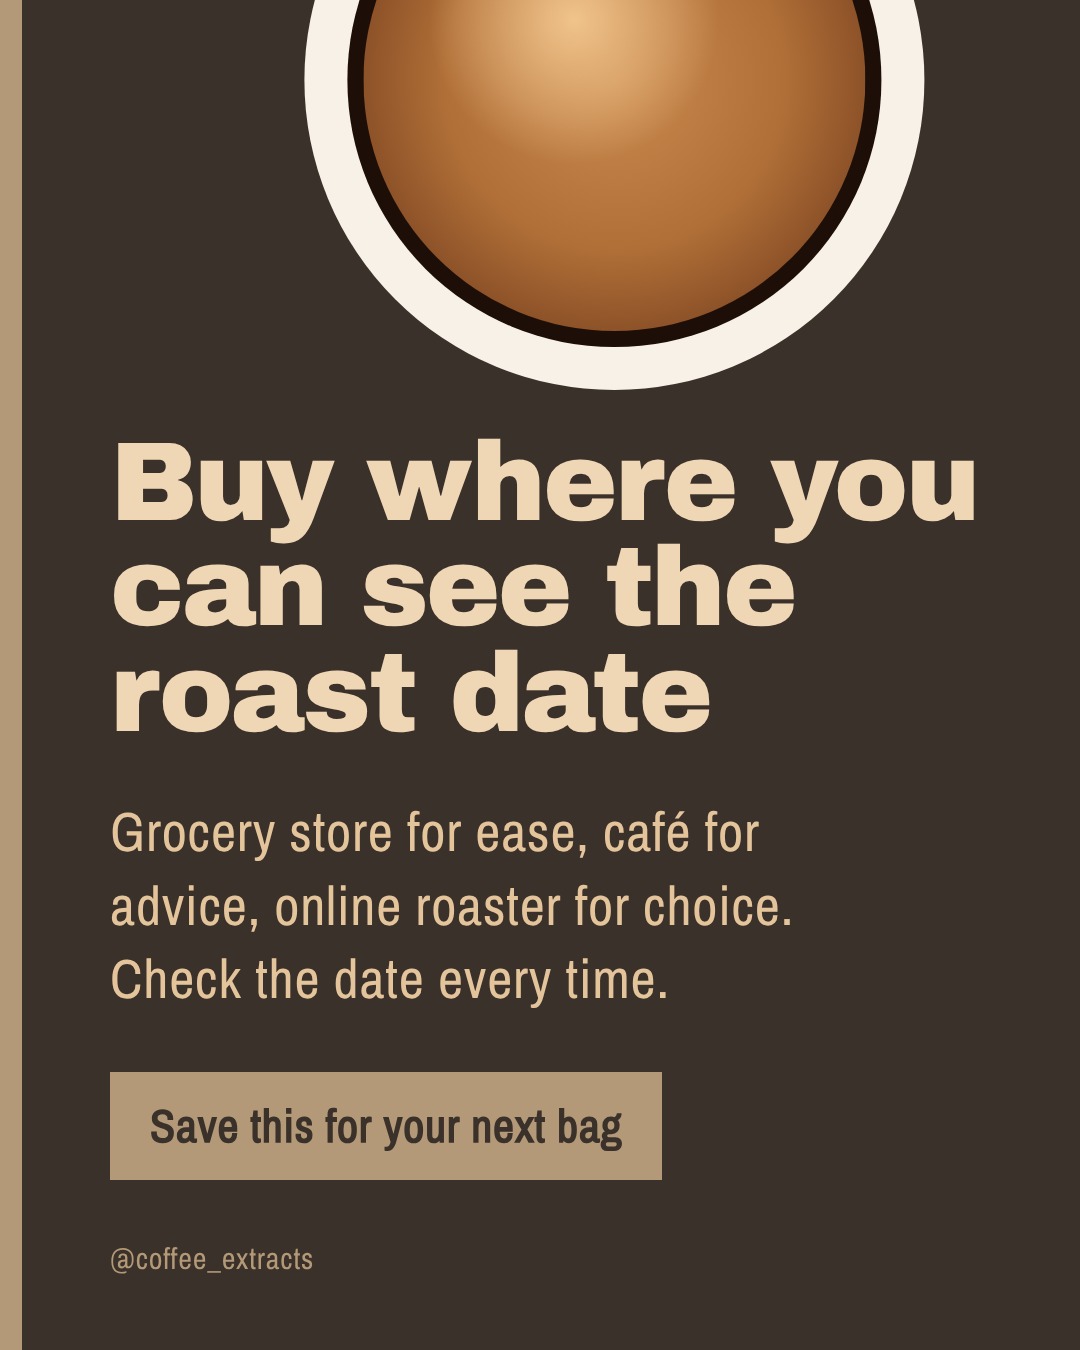 Buy where you
can see the
roast date
Grocery store for ease, café for
advice, online roaster for choice.
Check the date every time.
Save this for your next bag
@coffee_extracts